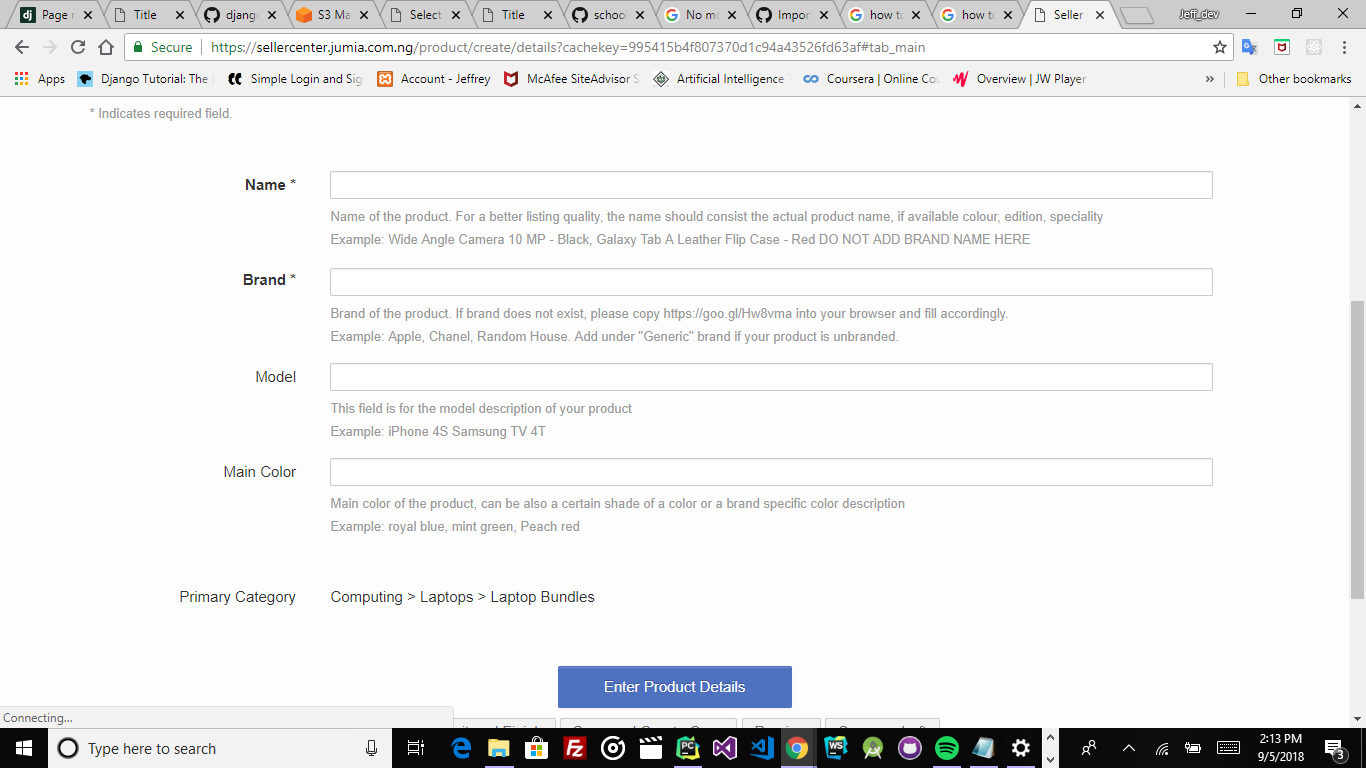 Page n
Title
djang
S3 Ma
Select
Title
schoo
No m
Impor
how to
how to
Seller
Jeff_dev
Secure
https://sellercenter.jumia.com.ng/product/create/details?cachekey=995415b4f807370d1c94a43526fd63af#tab_main
Apps
Django Tutorial: The
Simple Login and Sig
Account - Jeffrey
McAfee SiteAdvisor S
Artificial Intelligence
Coursera | Online Cou
Overview | JW Player
»
Other bookmarks
* Indicates required field.
Name *
Name of the product. For a better listing quality, the name should consist the actual product name, if available colour, edition, speciality
Example: Wide Angle Camera 10 MP - Black, Galaxy Tab A Leather Flip Case - Red DO NOT ADD BRAND NAME HERE
Brand *
Brand of the product. If brand does not exist, please copy https://goo.gl/Hw8vma into your browser and fill accordingly.
Example: Apple, Chanel, Random House. Add under "Generic" brand if your product is unbranded.
Model
This field is for the model description of your product
Example: iPhone 4S Samsung TV 4T
Main Color
Main color of the product, can be also a certain shade of a color or a brand specific color description
Example: royal blue, mint green, Peach red
Primary Category
Computing > Laptops > Laptop Bundles
Enter Product Details
Connecting...
Type here to search
2:13 PM
9/5/2018
3